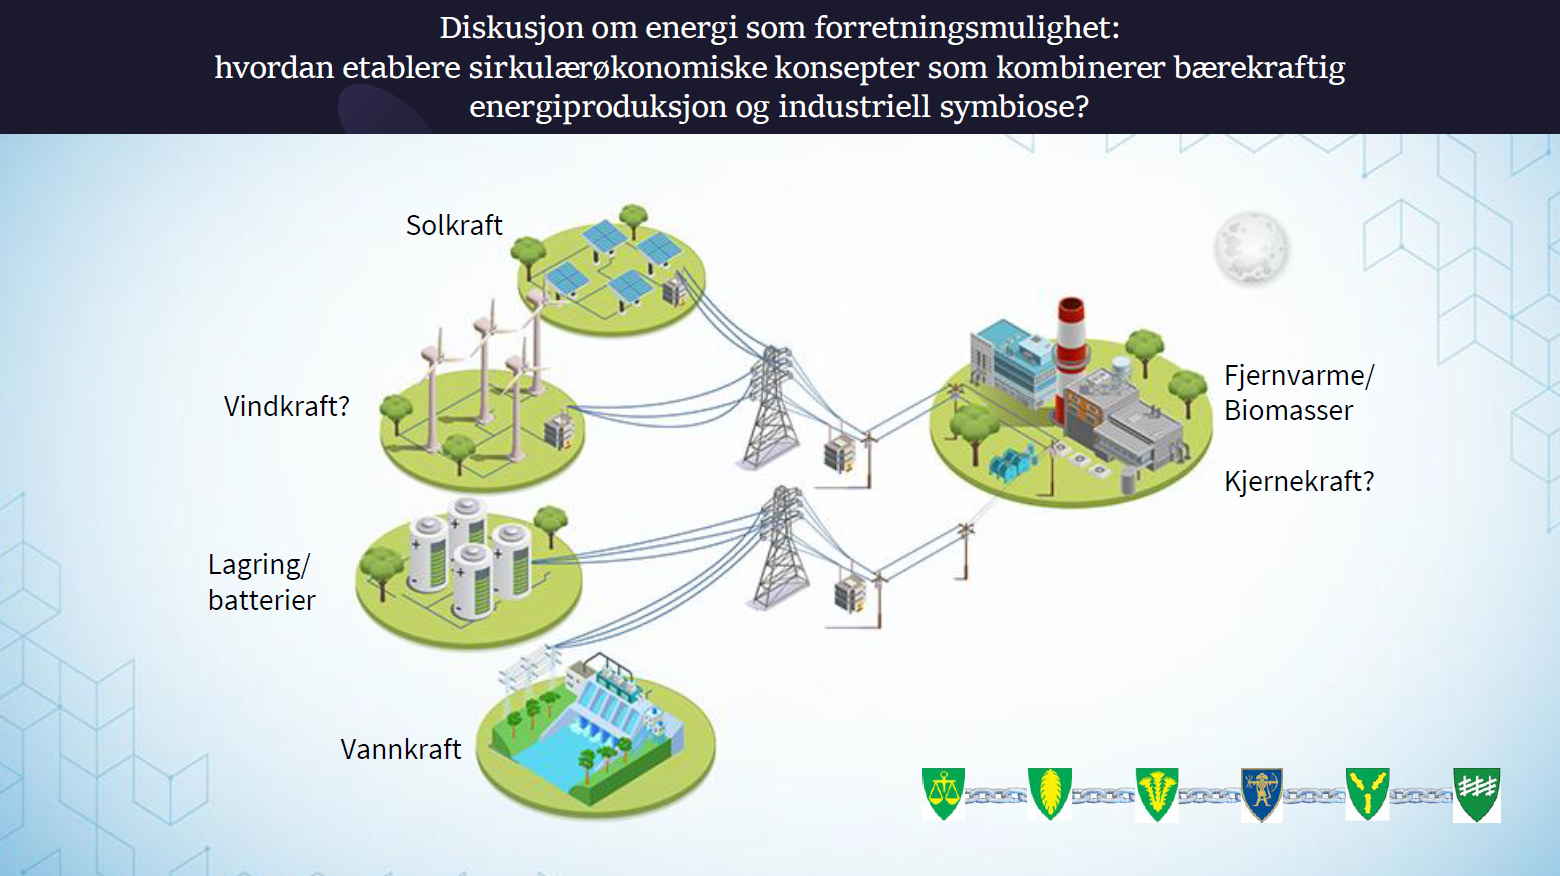 Diskusjon om energi som forretningsmulighet:
hvordan etablere sirkulærøkonomiske konsepter som kombinerer bærekraftig
energiproduksjon og industriell symbiose?
Solkraft
Vindkraft?
Fjernvarme/
Biomasser
Kjernekraft?
Lagring/
batterier
Vannkraft